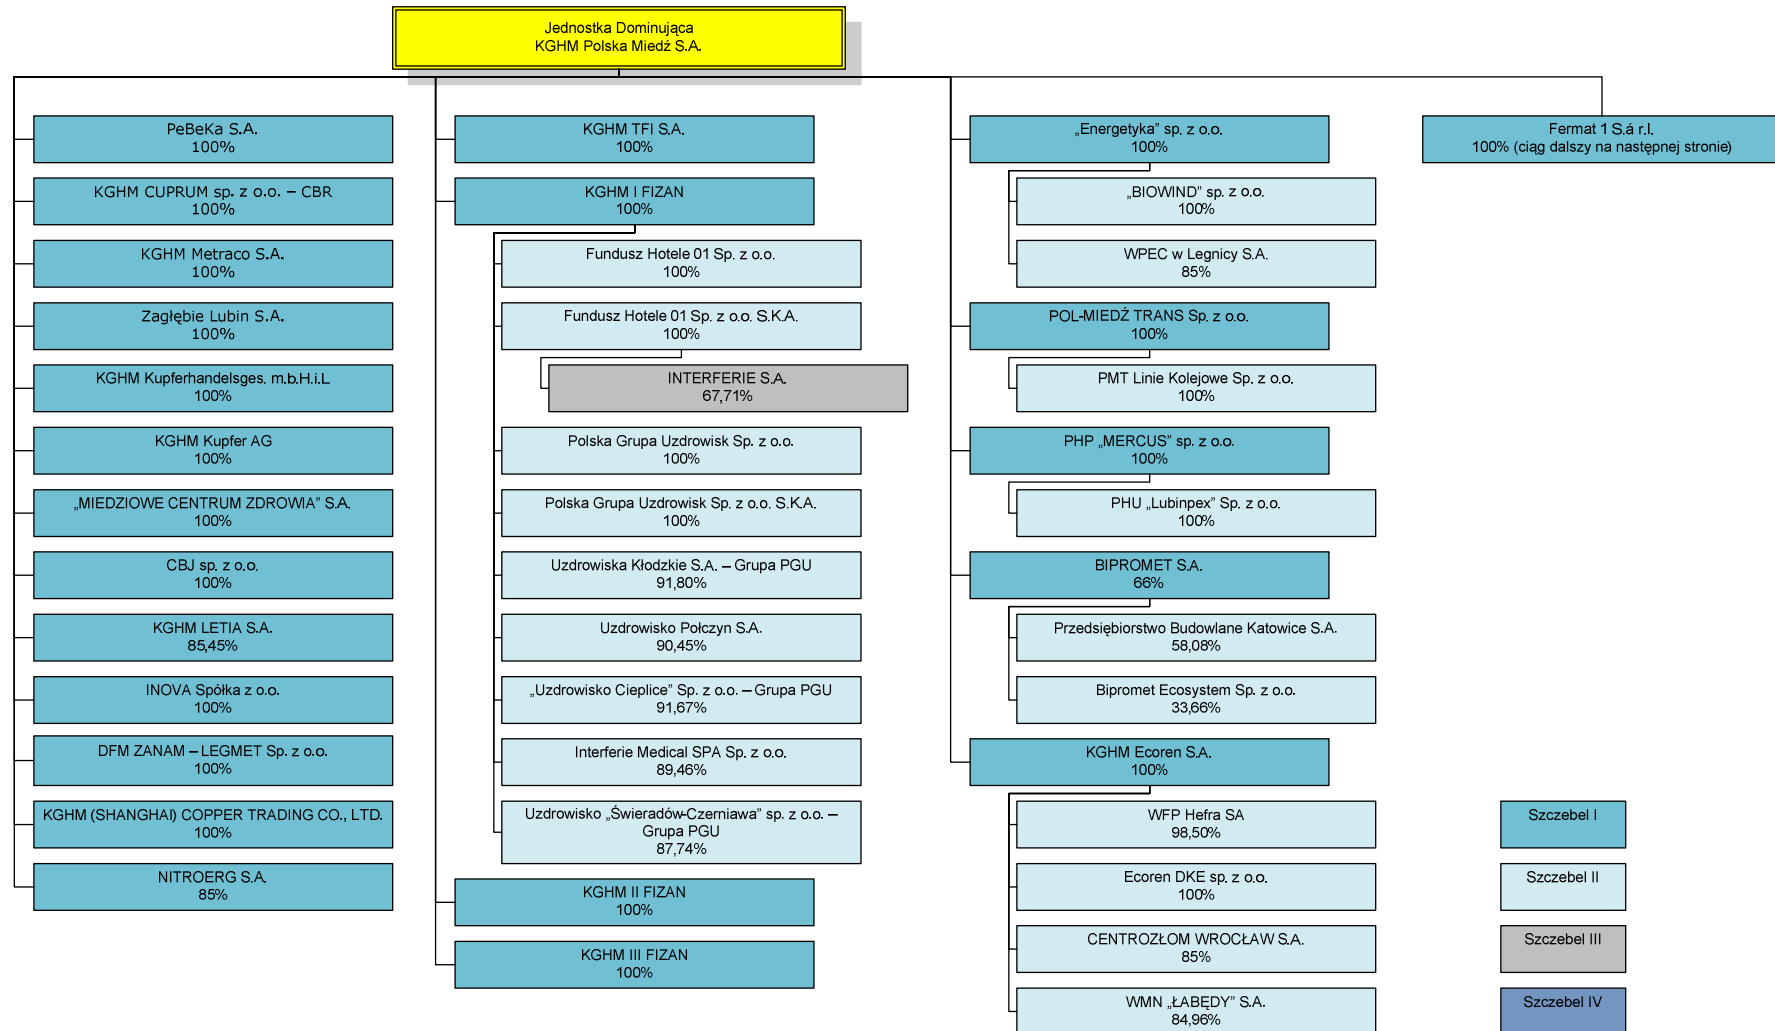 Jednostka Dominująca
KGHM Polska Miedź S.A.
PeBeKa S.A.
100%
KGHM CUPRUM sp. z o.o. – CBR
100%
KGHM Metraco S.A.
100%
Zagłębie Lubin S.A.
100%
KGHM Kupferhandelsges. m.b.H.i.L
100%
KGHM Kupfer AG
100%
„MIEDZIOWE CENTRUM ZDROWIA” S.A.
100%
CBJ sp. z o.o.
100%
KGHM LETIA S.A.
85,45%
INOVA Spółka z o.o.
100%
DFM ZANAM – LEGMET Sp. z o.o.
100%
KGHM (SHANGHAI) COPPER TRADING CO., LTD.
100%
NITROERG S.A.
85%
KGHM TFI S.A.
100%
KGHM I FIZAN
100%
Fundusz Hotele 01 Sp. z o.o.
100%
Fundusz Hotele 01 Sp. z o.o. S.K.A.
100%
INTERFERIE S.A.
67,71%
Polska Grupa Uzdrowisk Sp. z o.o.
100%
Polska Grupa Uzdrowisk Sp. z o.o. S.K.A.
100%
Uzdrowiska Kłodzkie S.A. – Grupa PGU
91,80%
Uzdrowisko Połczyn S.A.
90,45%
„Uzdrowisko Cieplice” Sp. z o.o. – Grupa PGU
91,67%
Interferie Medical SPA Sp. z o.o.
89,46%
Uzdrowisko „Świeradów-Czerniawa” sp. z o.o. –
Grupa PGU
87,74%
KGHM II FIZAN
100%
KGHM III FIZAN
100%
„Energetyka” sp. z o.o.
100%
„BIOWIND” sp. z o.o.
100%
WPEC w Legnicy S.A.
85%
POL-MIEDŹ TRANS Sp. z o.o.
100%
PMT Linie Kolejowe Sp. z o.o.
100%
PHP „MERCUS” sp. z o.o.
100%
PHU „Lubinpex” Sp. z o.o.
100%
BIPROMET S.A.
66%
Przedsiębiorstwo Budowlane Katowice S.A.
58,08%
Bipromet Ecosystem Sp. z o.o.
33,66%
KGHM Ecoren S.A.
100%
WFP Hefra SA
98,50%
Ecoren DKE sp. z o.o.
100%
CENTROZŁOM WROCŁAW S.A.
85%
WMN „ŁABĘDY” S.A.
84,96%
Fermat 1 S.á r.l.
100% (ciąg dalszy na następnej stronie)
Szczebel I
Szczebel II
Szczebel III
Szczebel IV